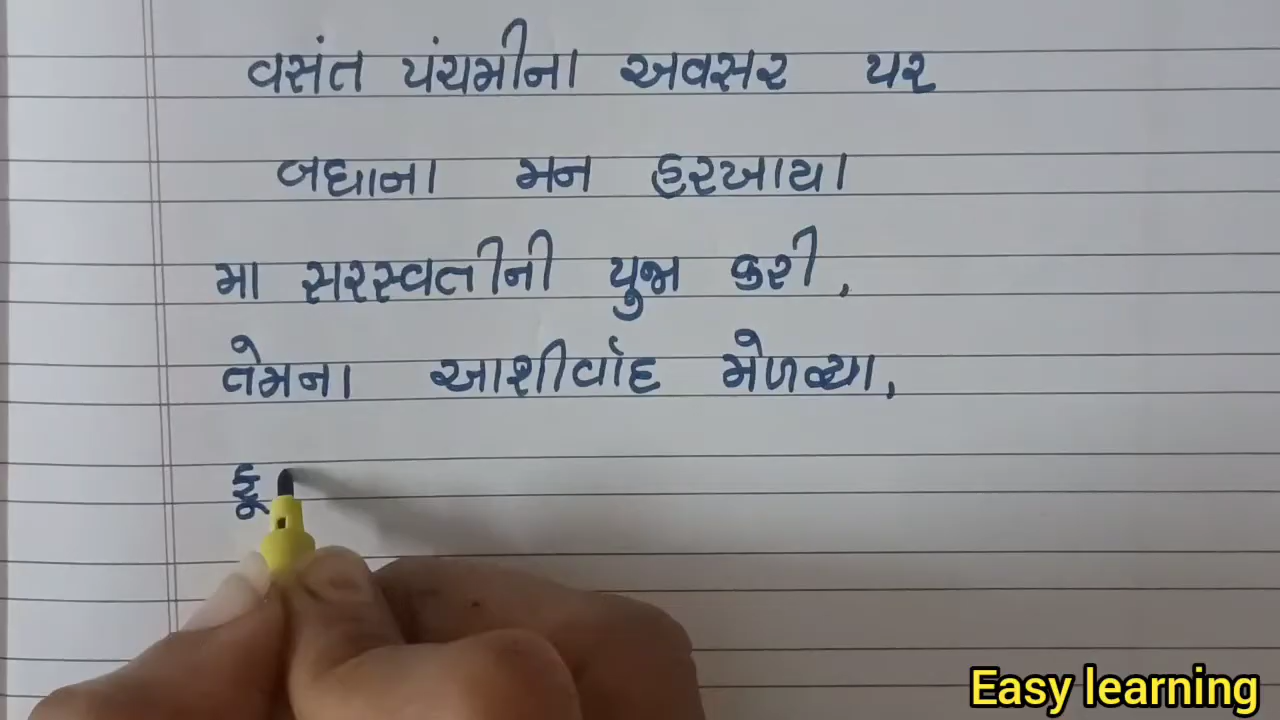 વસંત પંચમીના અવસર પર
બધાના મન હરખાયા
મા સરસ્વતીની પુજા કરી,
તેમના આશીર્વાદ મેળવ્યા,
ફૂ
Easy learning